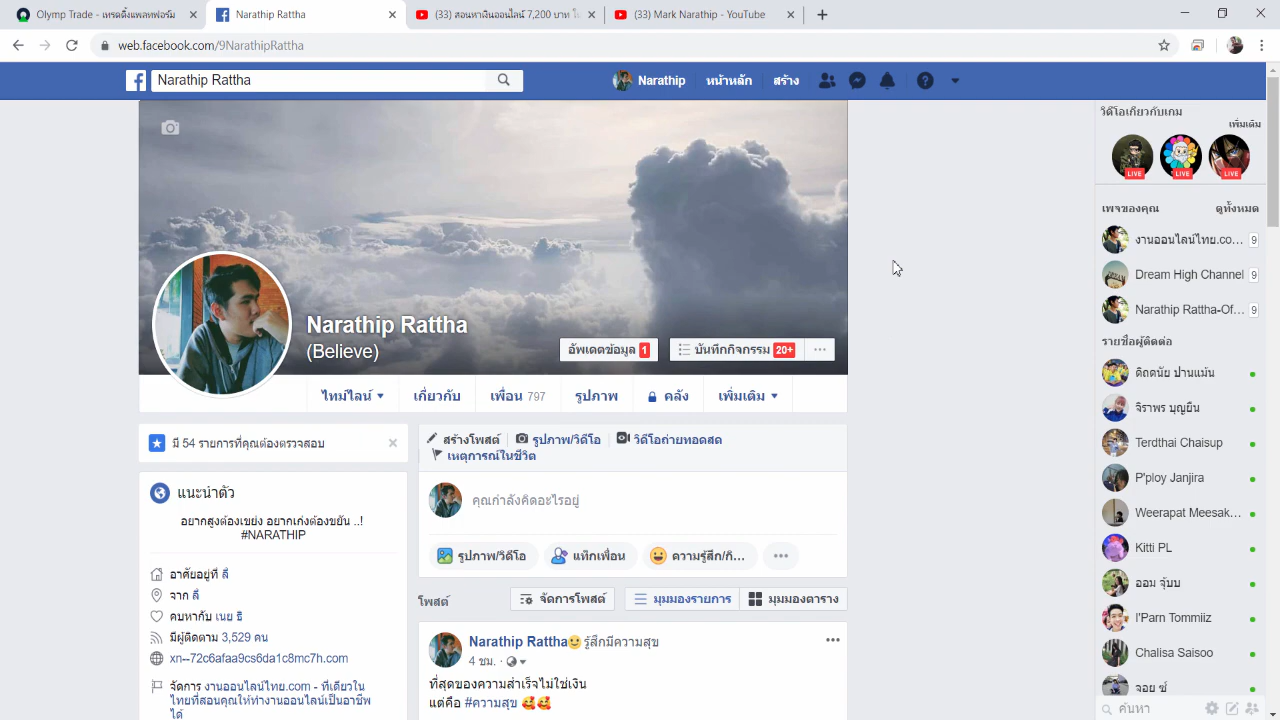 Olymp Trade - แพลตฟอร์มเทรดดิ้ง
Narathip Rattha
(33) สอนหาเงินออนไลน์ 7,200 บาท ใ
(33) Mark Narathip - YouTube
web.facebook.com/9NarathipRattha
Narathip Rattha
Narathip
หน้าหลัก
สร้าง
Narathip Rattha
(Believe)
อัพเดตข้อมูล 1
บันทึกกิจกรรม 20+
ไทม์ไลน์
เกี่ยวกับ
เพื่อน 797
รูปภาพ
คลัง
เพิ่มเติม
มี 54 รายการที่คุณต้องตรวจสอบ
แนะนำตัว
อยากสูงต้องเขย่ง อยากเก่งต้องขยัน ..!
#NARATHIP
อาศัยอยู่ที่ ลี้
จาก ลี้
คบหากับ เนย ธิ
มีผู้ติดตาม 3,529 คน
xn--72c6afaa9cs6da1c8mc7h.com
จัดการ งานออนไลน์ไทย.com - ที่เดียวใน
ไทยที่สอนคุณให้ทำงานออนไลน์เป็นอาชีพ
ได้
สร้างโพสต์
รูปภาพ/วิดีโอ
วิดีโอถ่ายทอดสด
เหตุการณ์ในชีวิต
คุณกำลังคิดอะไรอยู่
รูปภาพ/วิดีโอ
แท็กเพื่อน
ความรู้สึก/กิ...
โพสต์
จัดการโพสต์
มุมมองรายการ
มุมมองตาราง
Narathip Rattha รู้สึกมีความสุข
4 ชม. ·
ที่สุดของความสำเร็จไม่ใช่เงิน
แต่คือ #ความสุข 🥰🥰
วิดีโอเกี่ยวกับเกม
เพิ่มเติม
LIVE
LIVE
LIVE
เพจของคุณ
ดูทั้งหมด
งานออนไลน์ไทย.co... 9
Dream High Channel 9
Narathip Rattha-Of... 9
รายชื่อผู้ติดต่อ
ดิถดนัย ปานแม้น
จิราพร บุญยืน
Terdthai Chaisup
P'ploy Janjira
Weerapat Meesak...
Kitti PL
ออม จุ๊บบ
I'Parn Tommiiz
Chalisa Saisoo
จอย ซ์
ค้นหา